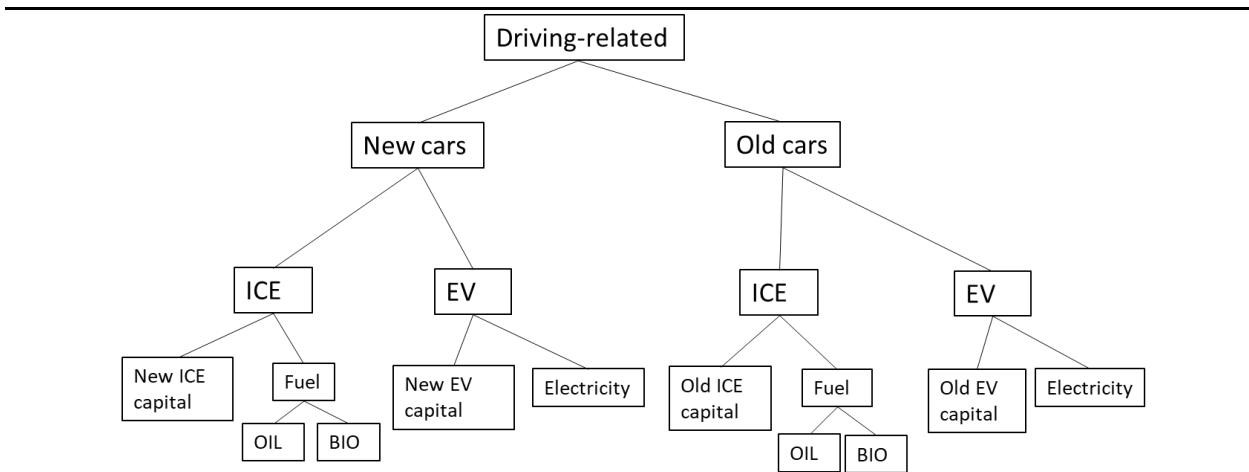 Driving-related
New cars
Old cars
ICE
EV
ICE
EV
New ICE
capital
Fuel
New EV
capital
Electricity
Old ICE
capital
Fuel
Old EV
capital
Electricity
OIL
BIO
OIL
BIO